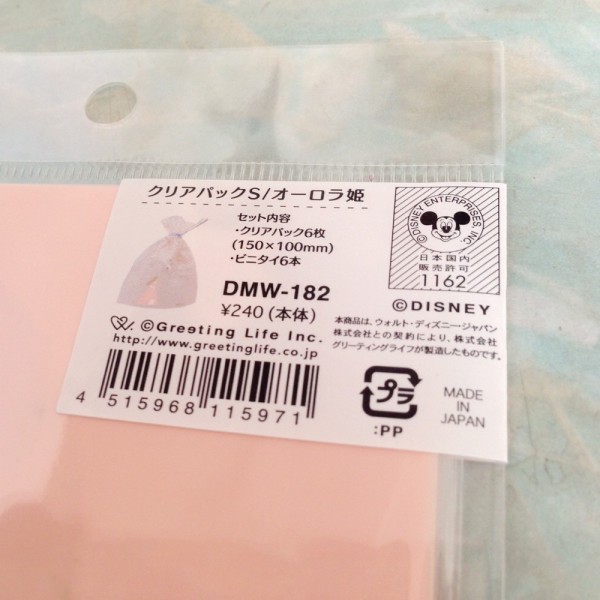 クリアパックS/オーロラ姫
セット内容
・クリアパック6枚
(150×100mm)
・ビニタイ6本
DMW-182
¥240(本体)
©Greeting Life Inc.
http://www.greetinglife.co.jp
4 515968 115971
©DISNEY ENTERPRISES, INC.
日本国内
販売許可
1162
©DISNEY
本商品は、ウォルト・ディズニー・ジャパン
株式会社との契約により、株式会社
グリーティングライフが製造したものです。
プラ
:PP
MADE
IN
JAPAN